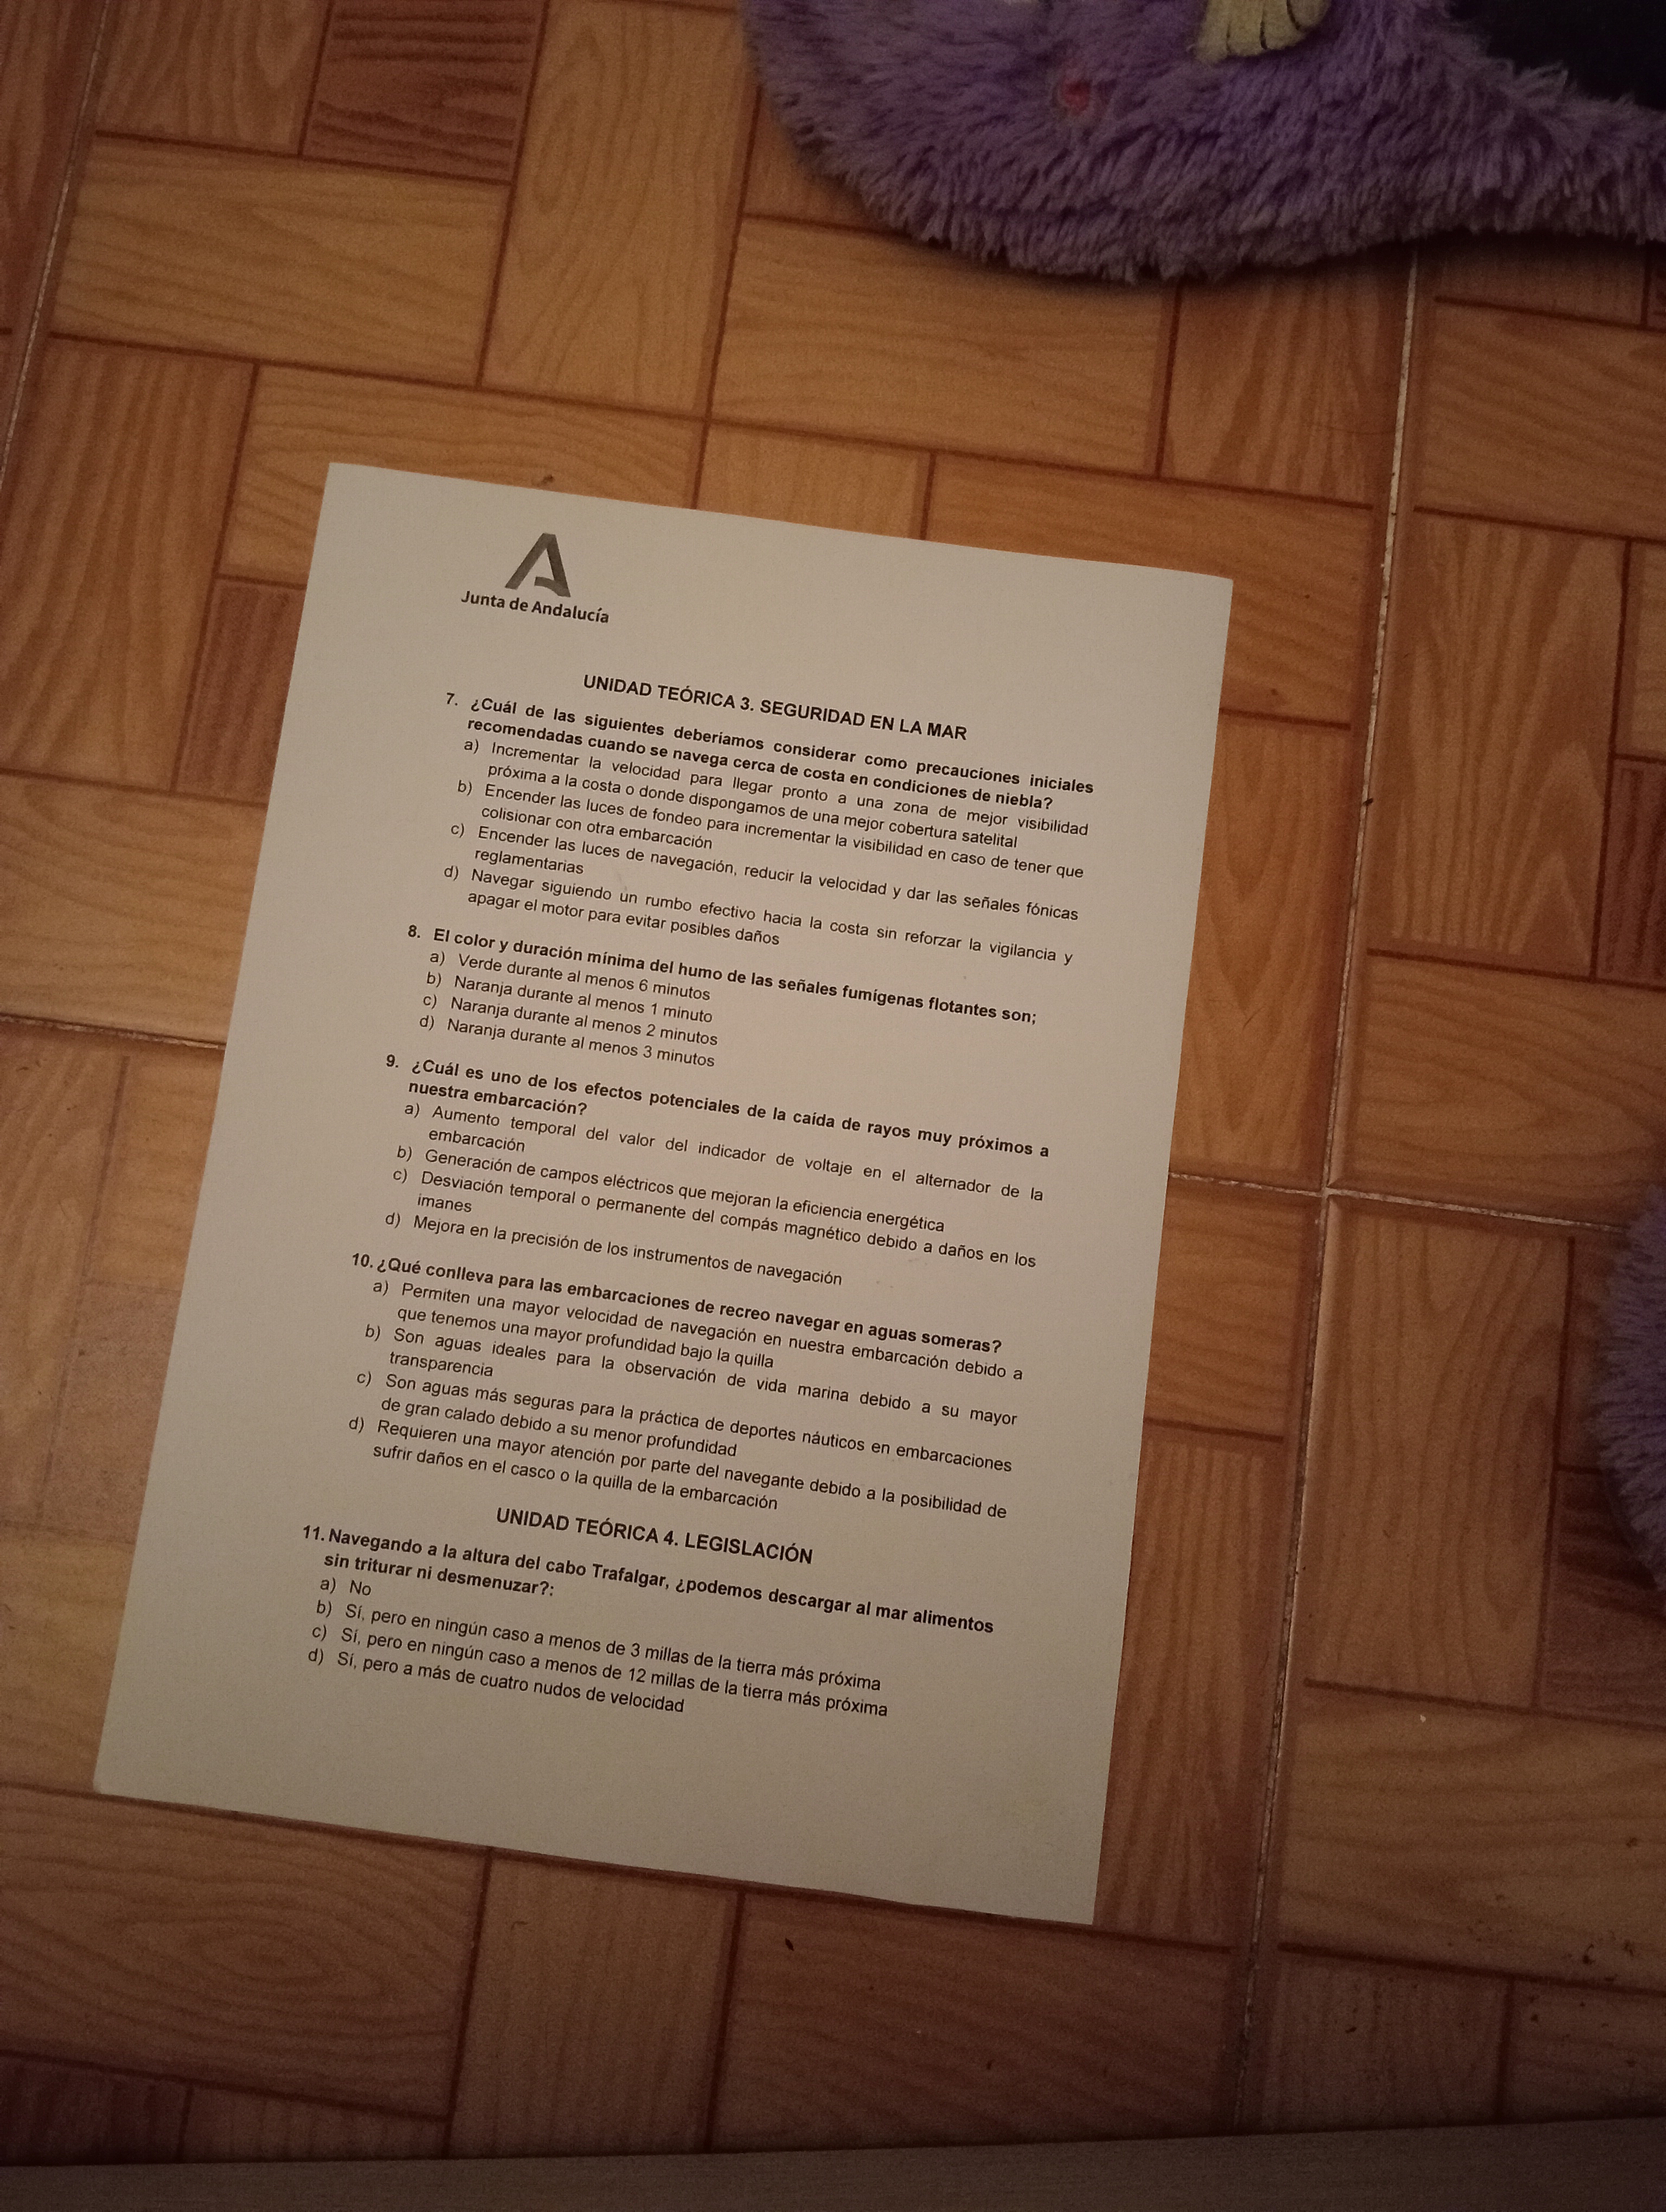 Junta de Andalucía
UNIDAD TEÓRICA 3. SEGURIDAD EN LA MAR
7. ¿Cuál de las siguientes deberíamos considerar como precauciones iniciales
recomendadas cuando se navega cerca de costa en condiciones de niebla?
a) Incrementar la velocidad para llegar pronto a una zona de mejor visibilidad
próxima a la costa o donde dispongamos de una mejor cobertura satelital
b) Encender las luces de fondeo para incrementar la visibilidad en caso de tener que
colisionar con otra embarcación
c) Encender las luces de navegación, reducir la velocidad y dar las señales fónicas
reglamentarias
d) Navegar siguiendo un rumbo efectivo hacia la costa sin reforzar la vigilancia y
apagar el motor para evitar posibles daños
8. El color y duración mínima del humo de las señales fumígenas flotantes son;
a) Verde durante al menos 6 minutos
b) Naranja durante al menos 1 minuto
c) Naranja durante al menos 2 minutos
d) Naranja durante al menos 3 minutos
9. ¿Cuál es uno de los efectos potenciales de la caída de rayos muy próximos a
nuestra embarcación?
a) Aumento temporal del valor del indicador de voltaje en el alternador de la
embarcación
b) Generación de campos eléctricos que mejoran la eficiencia energética
c) Desviación temporal o permanente del compás magnético debido a daños en los
imanes
d) Mejora en la precisión de los instrumentos de navegación
10. ¿Qué conlleva para las embarcaciones de recreo navegar en aguas someras?
a) Permiten una mayor velocidad de navegación en nuestra embarcación debido a
que tenemos una mayor profundidad bajo la quilla
b) Son aguas ideales para la observación de vida marina debido a su mayor
transparencia
c) Son aguas más seguras para la práctica de deportes náuticos en embarcaciones
de gran calado debido a su menor profundidad
d) Requieren una mayor atención por parte del navegante debido a la posibilidad de
sufrir daños en el casco o la quilla de la embarcación
UNIDAD TEÓRICA 4. LEGISLACIÓN
11. Navegando a la altura del cabo Trafalgar, ¿podemos descargar al mar alimentos
sin triturar ni desmenuzar?:
a) No
b) Sí, pero en ningún caso a menos de 3 millas de la tierra más próxima
c) Sí, pero en ningún caso a menos de 12 millas de la tierra más próxima
d) Sí, pero a más de cuatro nudos de velocidad